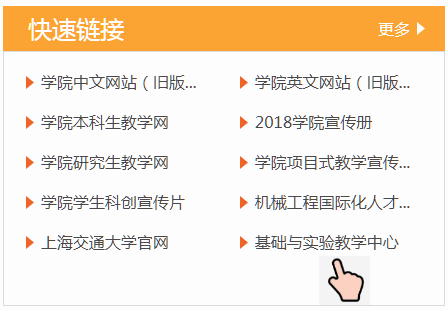 快速链接 更多
学院中文网站（旧版... 学院英文网站（旧版...
学院本科生教学网 2018学院宣传册
学院研究生教学网 学院项目式教学宣传...
学院学生科创宣传片 机械工程国际化人才...
上海交通大学官网 基础与实验教学中心